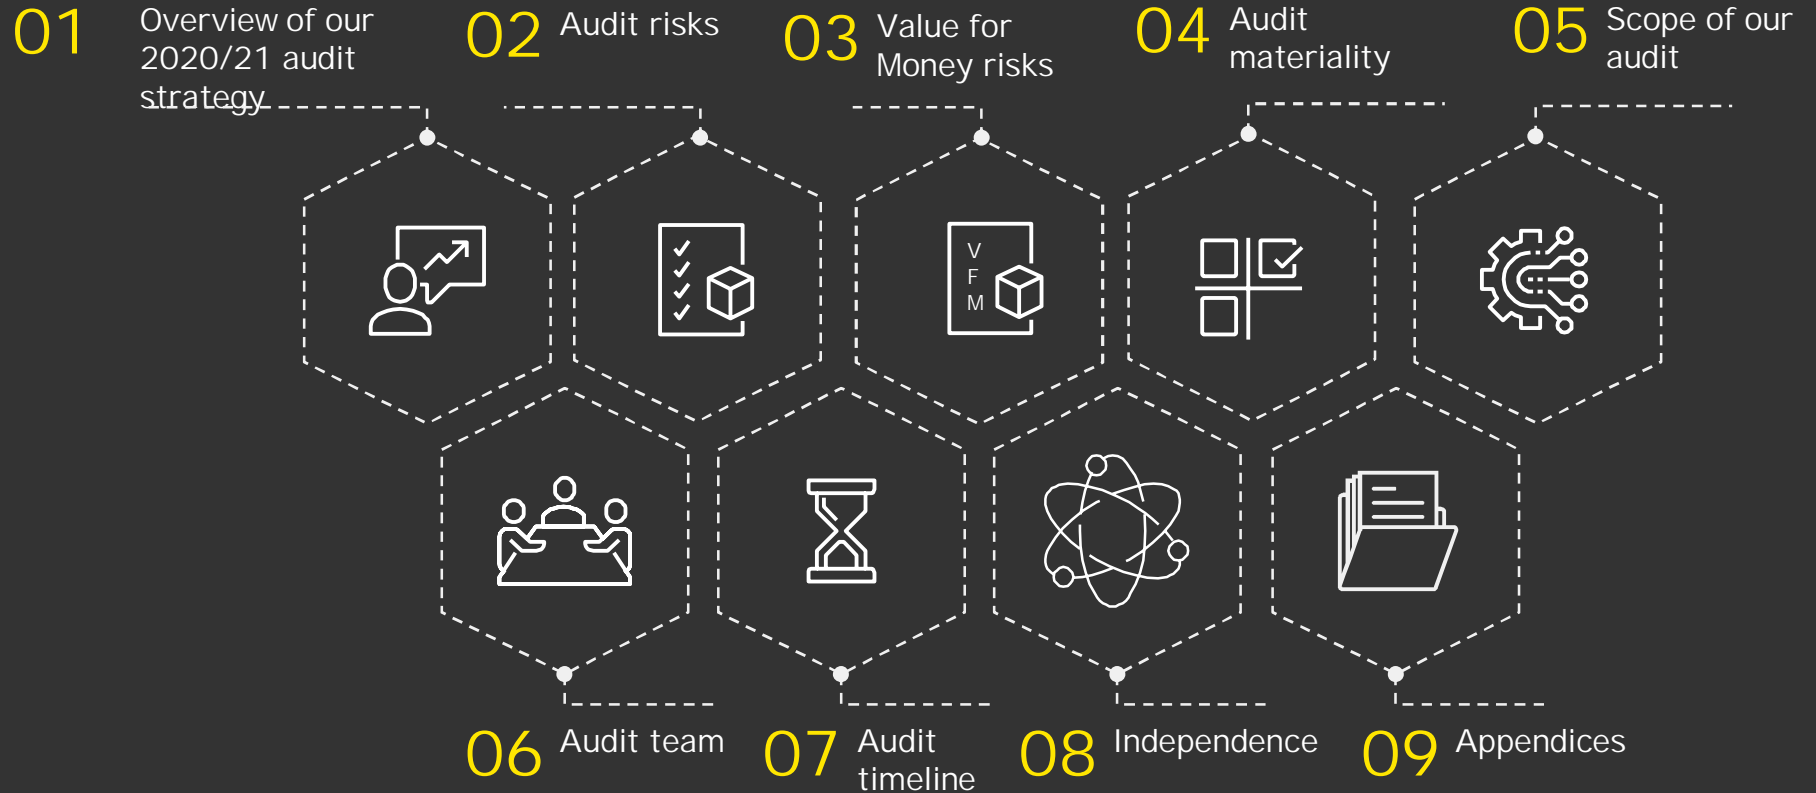 01
Overview of our
2020/21 audit
strategy
02
Audit risks
03
Value for
Money risks
04
Audit
materiality
05
Scope of our
audit
V
F
M
06
Audit team
07
Audit
timeline
08
Independence
09
Appendices